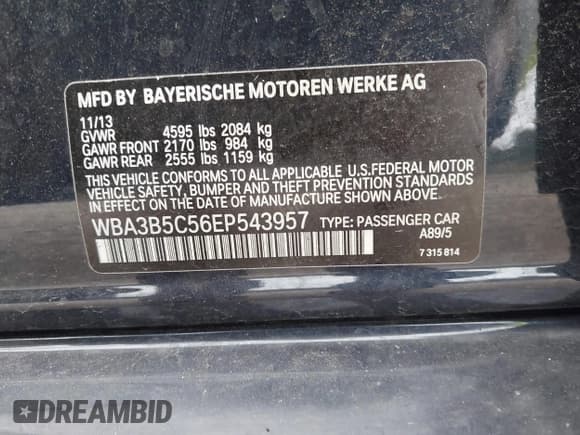 MFD BY BAYERISCHE MOTOREN WERKE AG
11/13
GVWR 4595 lbs 2084 kg
GAWR FRONT 2170 lbs 984 kg
GAWR REAR 2555 lbs 1159 kg
THIS VEHICLE CONFORMS TO ALL APPLICABLE U.S.FEDERAL MOTOR
VEHICLE SAFETY, BUMPER AND THEFT PREVENTION STANDARDS
IN EFFECT ON THE DATE OF MANUFACTURE SHOWN ABOVE.
WBA3B5C56EP543957 TYPE: PASSENGER CAR
A89/5
7 315 814
DREAMBID